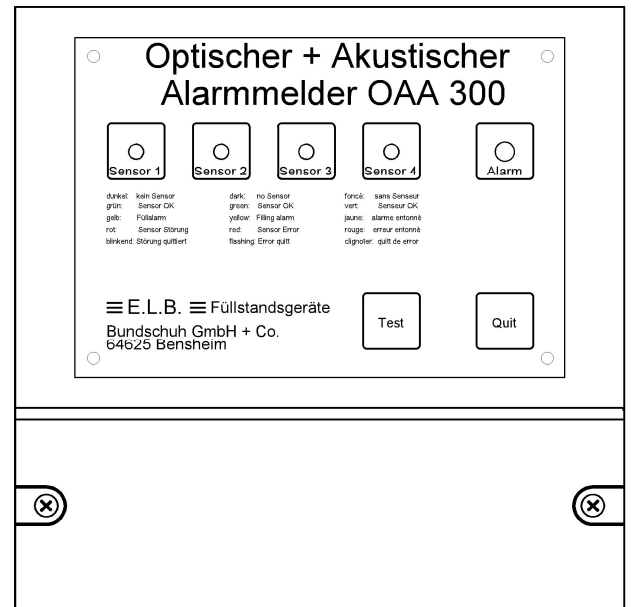 Optischer + Akustischer
Alarmmelder OAA 300
Sensor 1 Sensor 2 Sensor 3 Sensor 4 Alarm
dunkel: kein Sensor dark: no Sensor foncè: sans Senseur
grün: Sensor OK green: Sensor OK vert: Senseur OK
gelb: Füllalarm yellow: Filling alarm jaune: alarme entonnè
rot: Sensor Störung red: Sensor Error rouge: erreur entonnè
blinkend: Störung quittiert flashing: Error quitt clignoter: quitt de error
E.L.B. Füllstandsgeräte
Bundschuh GmbH + Co.
64625 Bensheim
Test Quit